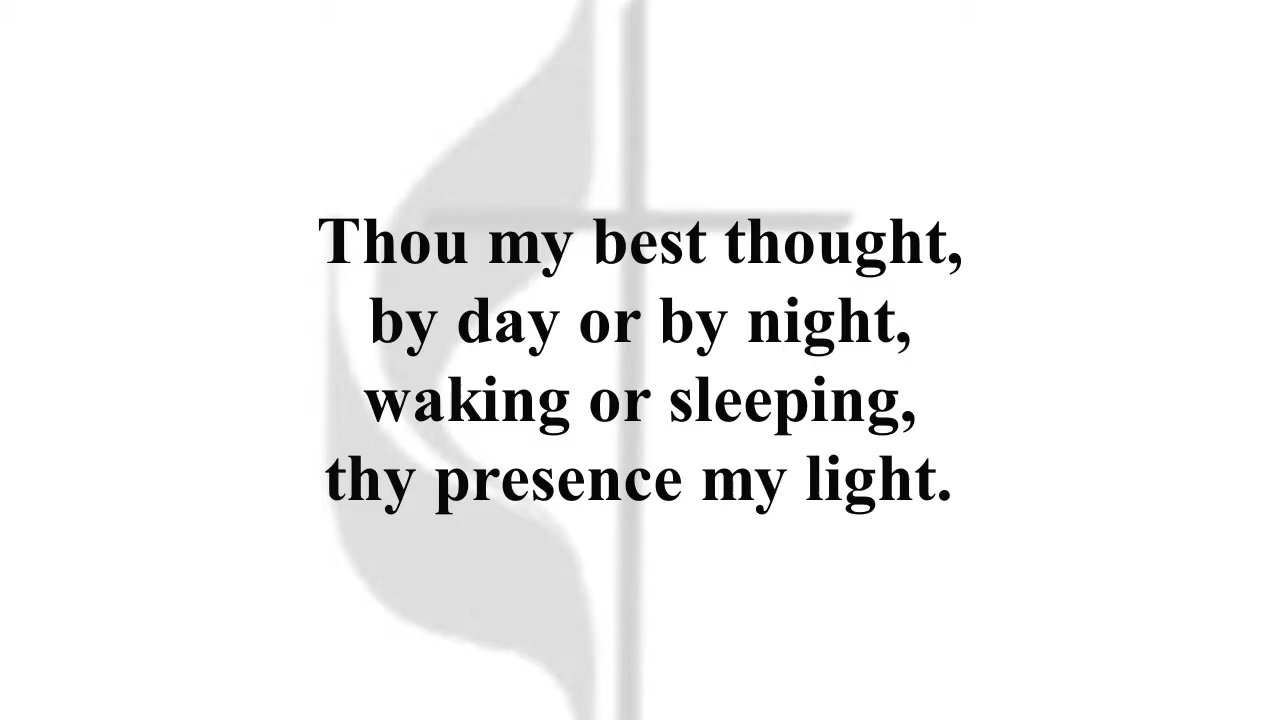 Thou my best thought,
by day or by night,
waking or sleeping,
thy presence my light.